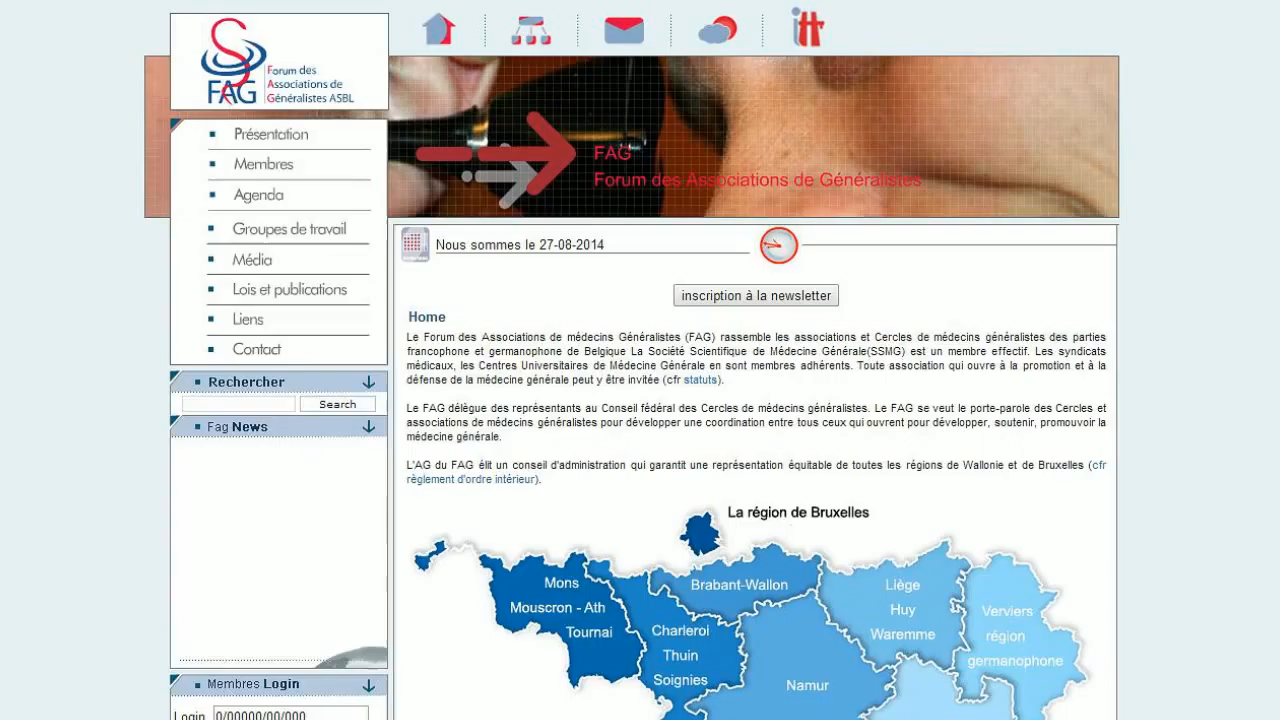 FAG
Forum des
Associations de
Généralistes ASBL
Présentation
Membres
Agenda
Groupes de travail
Média
Lois et publications
Liens
Contact
Rechercher
Search
Fag News
Membres Login
Login
0/00000/00/000
FAG
Forum des Associations de Généralistes
Nous sommes le 27-08-2014
inscription à la newsletter
Home
Le Forum des Associations de médecins Généralistes (FAG) rassemble les associations et Cercles de médecins généralistes des parties
francophone et germanophone de Belgique La Société Scientifique de Médecine Générale(SSMG) est un membre effectif. Les syndicats
médicaux, les Centres Universitaires de Médecine Générale en sont membres adhérents. Toute association qui ouvre à la promotion et à la
défense de la médecine générale peut y être invitée (cfr statuts).
Le FAG délègue des représentants au Conseil fédéral des Cercles de médecins généralistes. Le FAG se veut le porte-parole des Cercles et
associations de médecins généralistes pour développer une coordination entre tous ceux qui ouvrent pour développer, soutenir, promouvoir la
médecine générale.
L'AG du FAG élit un conseil d'administration qui garantit une représentation équitable de toutes les régions de Wallonie et de Bruxelles (cfr
règlement d'ordre intérieur).
La région de Bruxelles
Mons
Mouscron - Ath
Tournai
Charleroi
Thuin
Soignies
Brabant-Wallon
Namur
Liège
Huy
Waremme
Verviers
région
germanophone